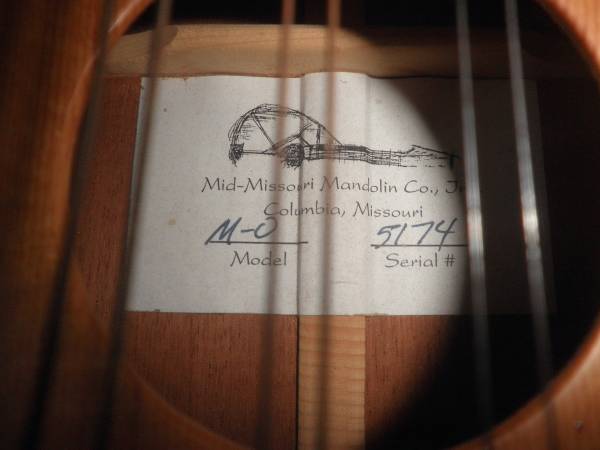 Mid-Missouri Mandolin Co.,
Columbia, Missouri
M-0 5174
Model Serial #